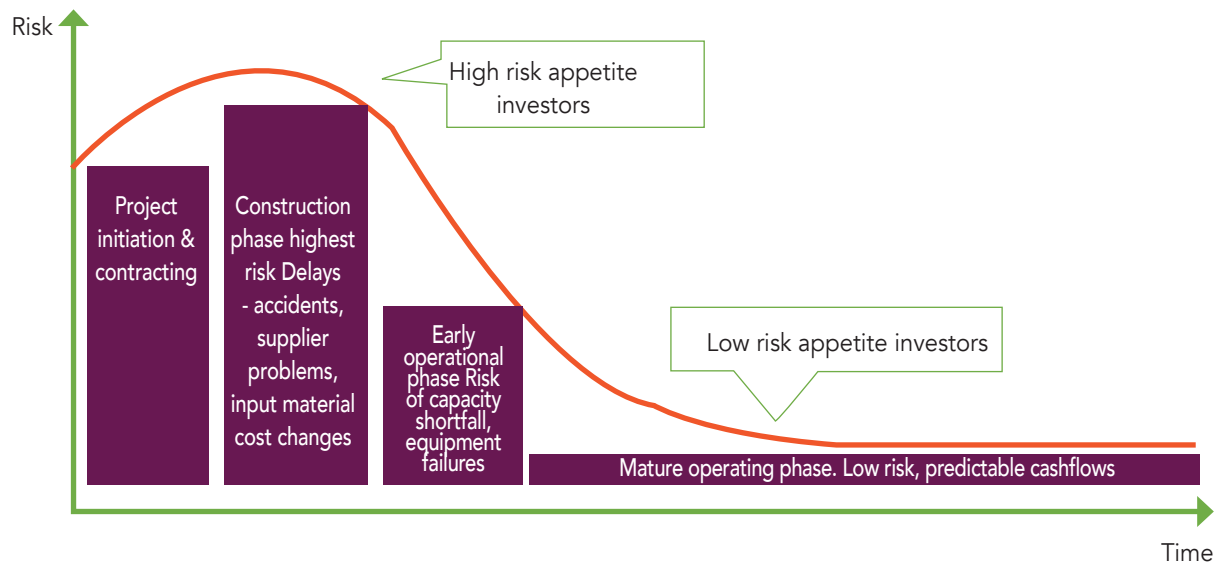 Risk
High risk appetite
investors
Project
initiation &
contracting
Construction
phase highest
risk Delays
- accidents,
supplier
problems,
input material
cost changes
Early
operational
phase Risk
of capacity
shortfall,
equipment
failures
Low risk appetite investors
Mature operating phase. Low risk, predictable cashflows
Time